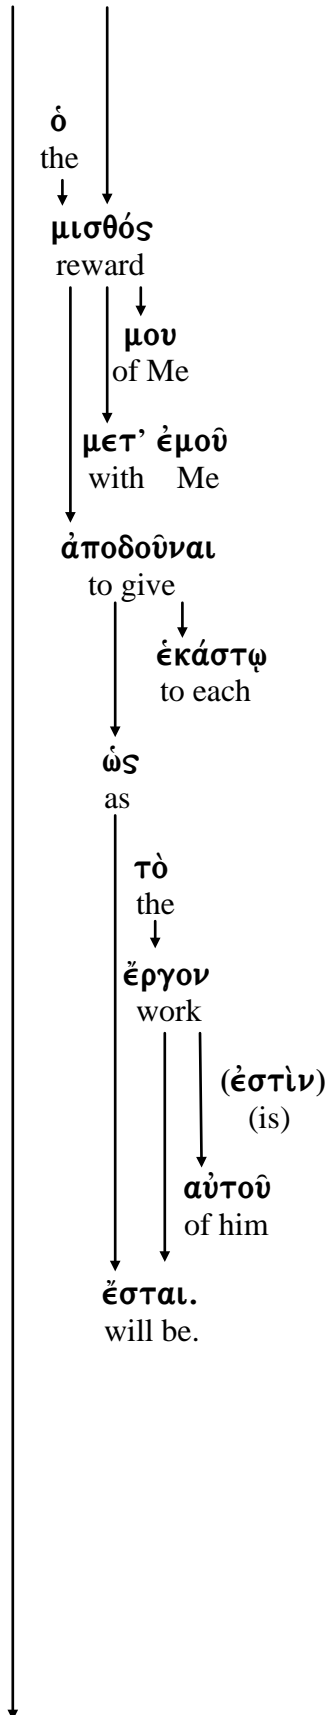 ὁ
the
μισθός
reward
μου
of Me
μετ’ ἐμοῦ
with Me
ἀποδοῦναι
to give
ἑκάστῳ
to each
ὡς
as
τὸ
the
ἔργον
work
(ἐστὶν)
(is)
αὐτοῦ
of him
ἔσται.
will be.